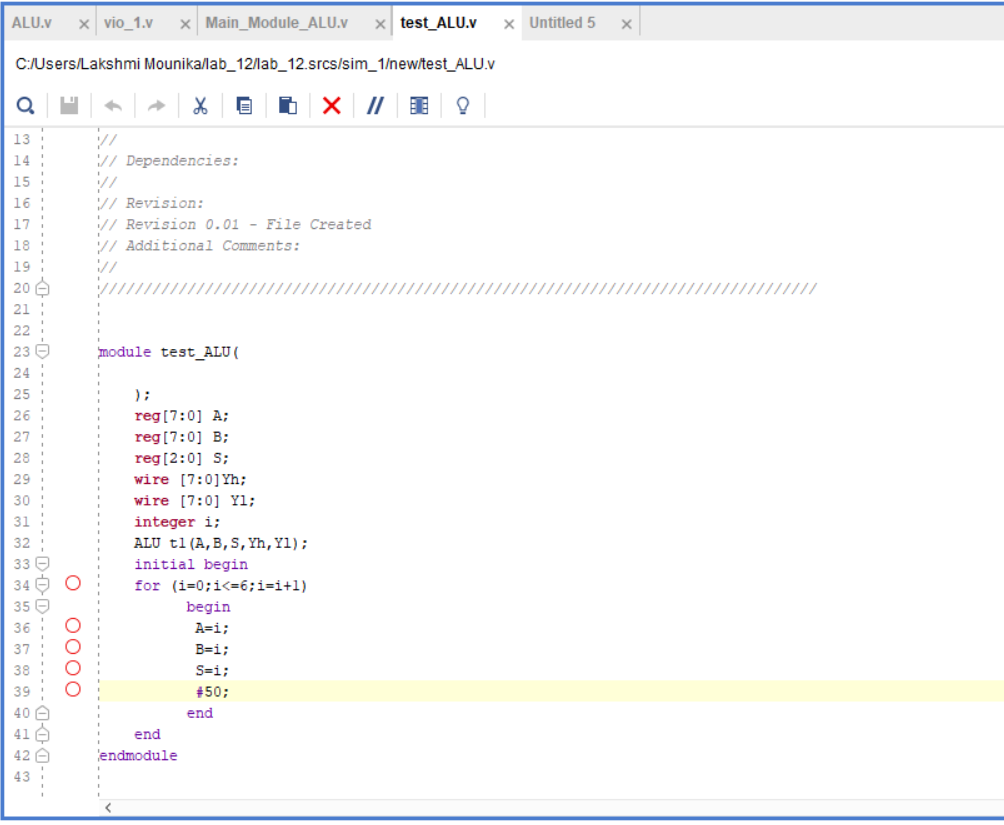 ALU.v × vio_1.v × Main_Module_ALU.v × test_ALU.v × Untitled 5 ×
C:/Users/Lakshmi Mounika/lab_12/lab_12.srcs/sim_1/new/test_ALU.v
13 //
14 // Dependencies:
15 //
16 // Revision:
17 // Revision 0.01 - File Created
18 // Additional Comments:
19 //
20 //////////////////////////////////////////////////////////////////////////////////
21
22
23 module test_ALU(
24
25 );
26 reg[7:0] A;
27 reg[7:0] B;
28 reg[2:0] S;
29 wire [7:0]Yh;
30 wire [7:0] Yl;
31 integer i;
32 ALU t1(A,B,S,Yh,Yl);
33 initial begin
34 for (i=0;i<=6;i=i+1)
35 begin
36 A=i;
37 B=i;
38 S=i;
39 #50;
40 end
41 end
42 endmodule
43